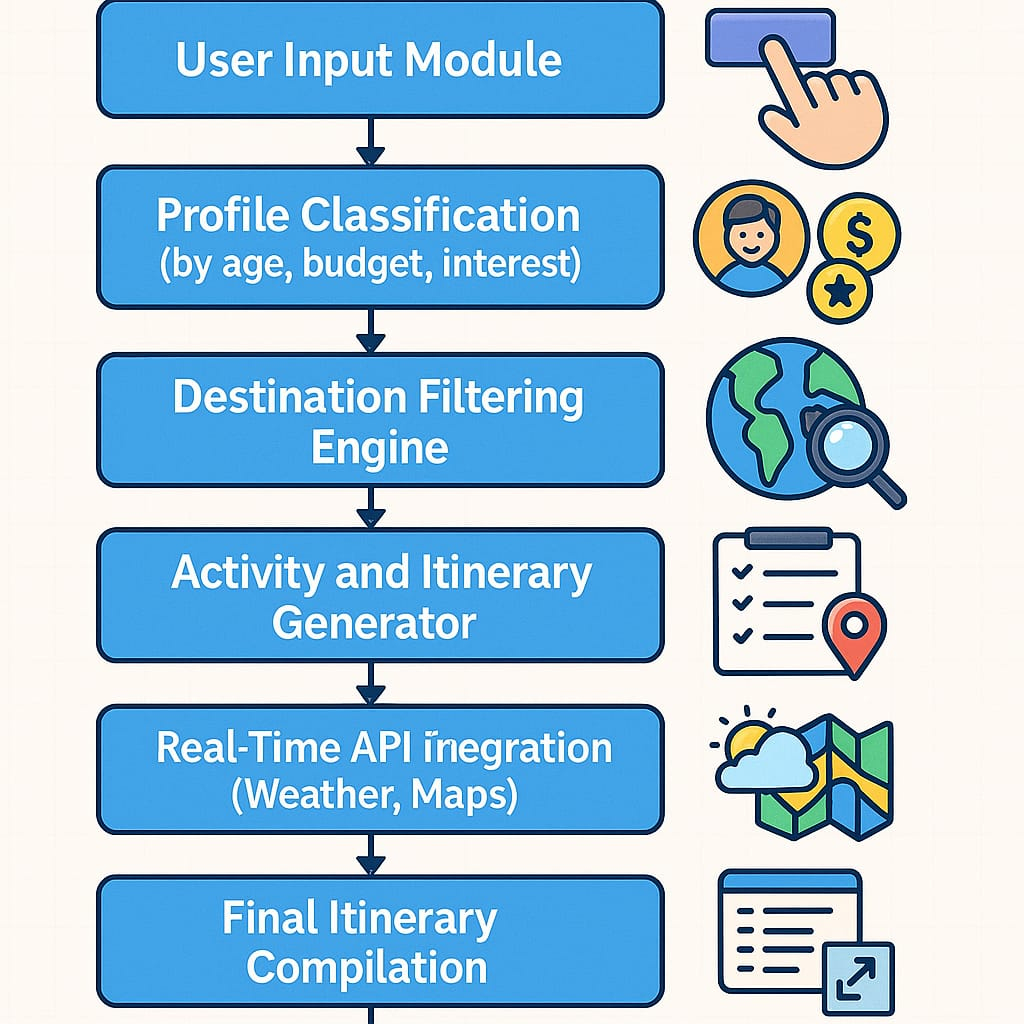 User Input Module
Profile Classification
(by age, budget, interest)
$
Destination Filtering
Engine
Activity and Itinerary
Generator
Real-Time API ïnegration
(Weather, Maps)
Final Itinerary
Compilation